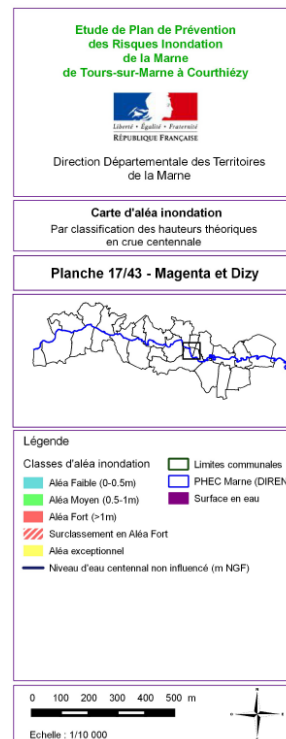 Etude de Plan de Prévention
des Risques Inondation
de la Marne
de Tours-sur-Marne à Courthiézy
Liberté • Égalité • Fraternité
RÉPUBLIQUE FRANÇAISE
Direction Départementale des Territoires
de la Marne
Carte d'aléa inondation
Par classification des hauteurs théoriques
en crue centennale
Planche 17/43 - Magenta et Dizy
Légende
Classes d'aléa inondation
Aléa Faible (0-0.5m)
Aléa Moyen (0.5-1m)
Aléa Fort (>1m)
Surclassement en Aléa Fort
Aléa exceptionnel
Niveau d'eau centennal non influencé (m NGF)
Limites communales
PHEC Marne (DIREN
Surface en eau
0 100 200 300 400 500 m
Echelle : 1/10 000